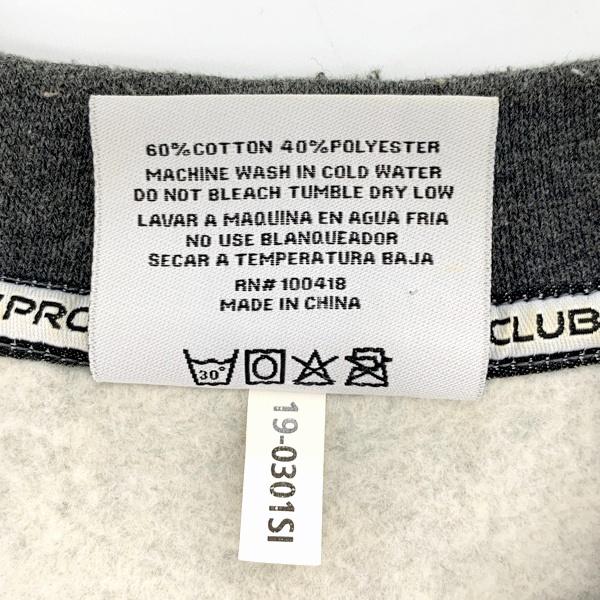 60%COTTON 40%POLYESTER
MACHINE WASH IN COLD WATER
DO NOT BLEACH TUMBLE DRY LOW
LAVAR A MAQUINA EN AGUA FRIA
NO USE BLANQUEADOR
SECAR A TEMPERATURA BAJA
RN# 100418
MADE IN CHINA
PRO
CLUB
30°
19-0301SI